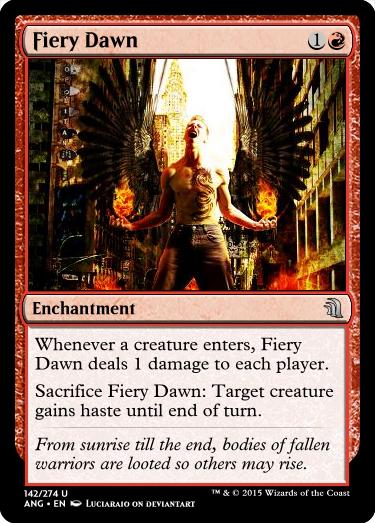 Fiery Dawn 1
Enchantment
Whenever a creature enters, Fiery
Dawn deals 1 damage to each player.
Sacrifice Fiery Dawn: Target creature
gains haste until end of turn.
From sunrise till the end, bodies of fallen
warriors are looted so others may rise.
142/274 U
ANG • EN Luciaraio on deviantart
™ & © 2015 Wizards of the Coast